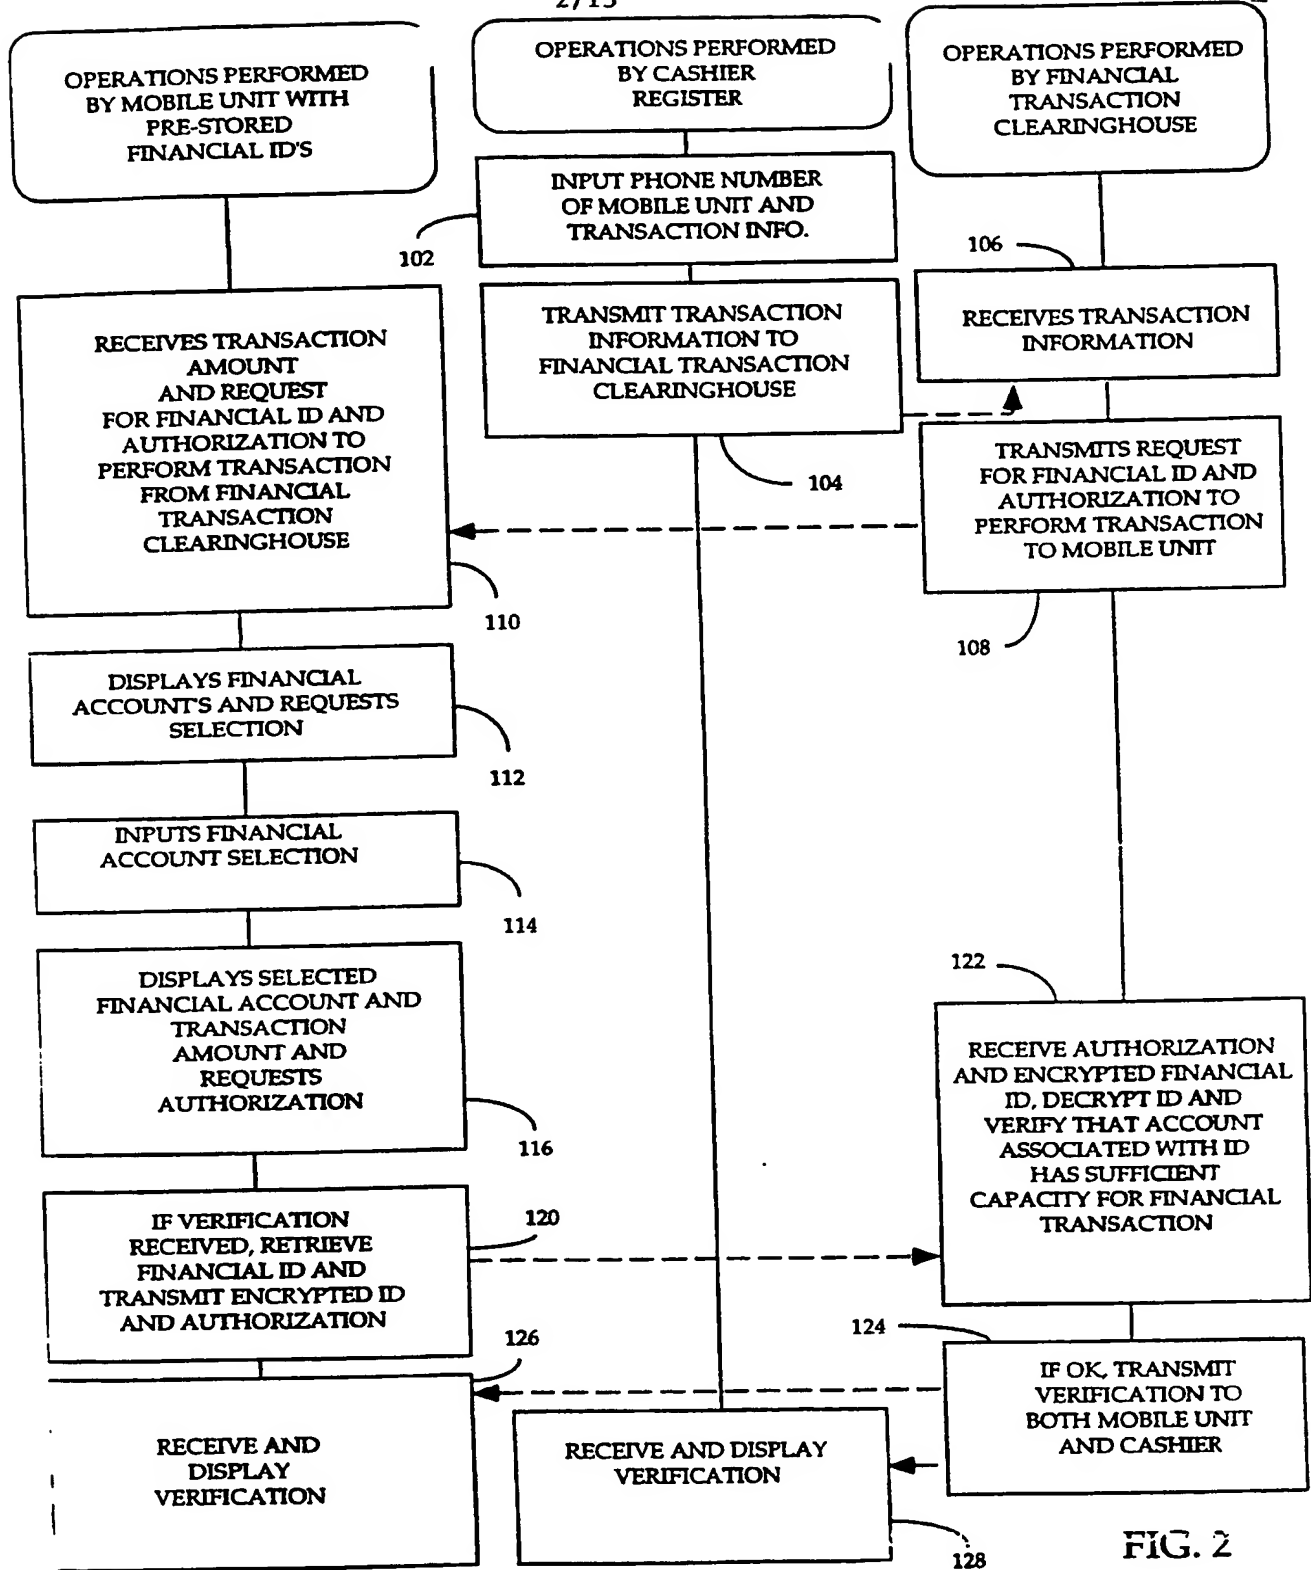 2/13
OPERATIONS PERFORMED
BY MOBILE UNIT WITH
PRE-STORED
FINANCIAL ID'S
OPERATIONS PERFORMED
BY CASHIER
REGISTER
OPERATIONS PERFORMED
BY FINANCIAL
TRANSACTION
CLEARINGHOUSE
INPUT PHONE NUMBER
OF MOBILE UNIT AND
TRANSACTION INFO.
102
106
RECEIVES TRANSACTION
AMOUNT
AND REQUEST
FOR FINANCIAL ID AND
AUTHORIZATION TO
PERFORM TRANSACTION
FROM FINANCIAL
TRANSACTION
CLEARINGHOUSE
TRANSMIT TRANSACTION
INFORMATION TO
FINANCIAL TRANSACTION
CLEARINGHOUSE
RECEIVES TRANSACTION
INFORMATION
104
TRANSMITS REQUEST
FOR FINANCIAL ID AND
AUTHORIZATION TO
PERFORM TRANSACTION
TO MOBILE UNIT
110
108
DISPLAYS FINANCIAL
ACCOUNT'S AND REQUESTS
SELECTION
112
INPUTS FINANCIAL
ACCOUNT SELECTION
114
DISPLAYS SELECTED
FINANCIAL ACCOUNT AND
TRANSACTION
AMOUNT AND
REQUESTS
AUTHORIZATION
116
122
RECEIVE AUTHORIZATION
AND ENCRYPTED FINANCIAL
ID, DECRYPT ID AND
VERIFY THAT ACCOUNT
ASSOCIATED WITH ID
HAS SUFFICIENT
CAPACITY FOR FINANCIAL
TRANSACTION
IF VERIFICATION
RECEIVED, RETRIEVE
FINANCIAL ID AND
TRANSMIT ENCRYPTED ID
AND AUTHORIZATION
120
124
126
IF OK, TRANSMIT
VERIFICATION TO
BOTH MOBILE UNIT
AND CASHIER
RECEIVE AND
DISPLAY
VERIFICATION
RECEIVE AND DISPLAY
VERIFICATION
128
FIG. 2